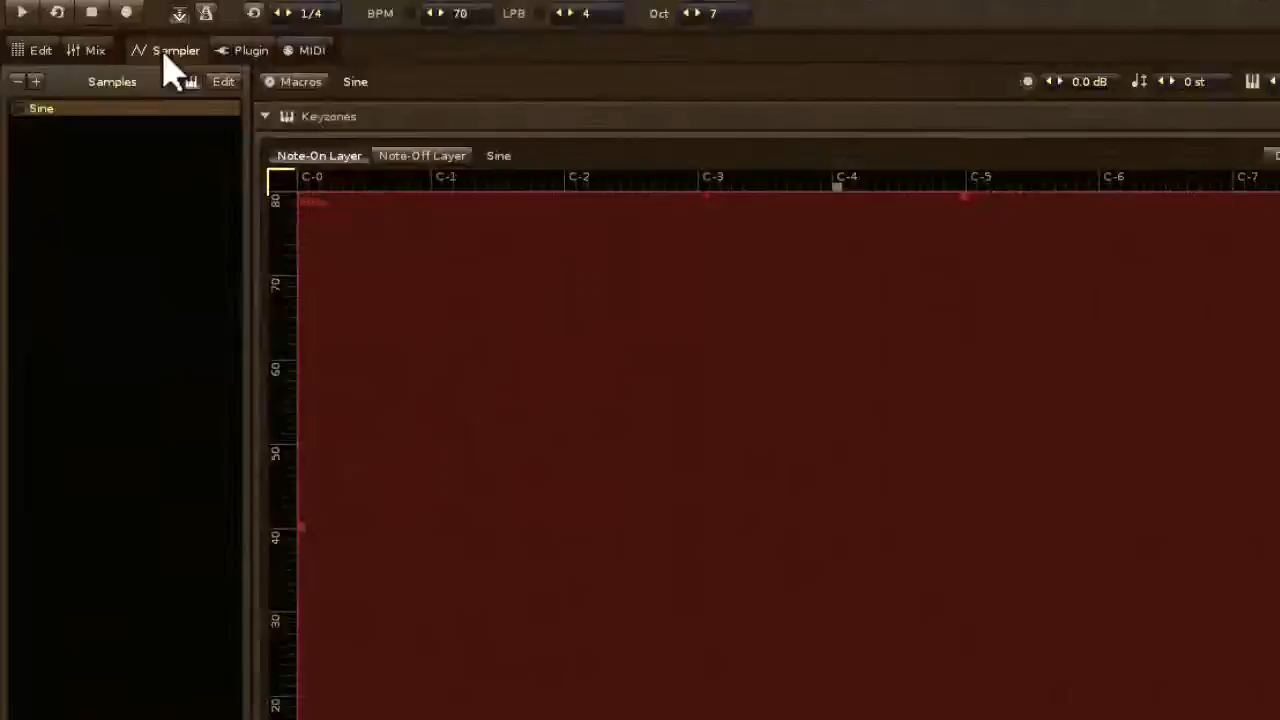 1/4 BPM 70 LPB 4 Oct 7
Edit Mix Sampler Plugin MIDI
Samples Edit Macros Sine 0.0 dB 0 st
Sine
Keyzones
Note-On Layer Note-Off Layer Sine
C-0 C-1 C-2 C-3 C-4 C-5 C-6 C-7
80
70
60
50
40
30
20